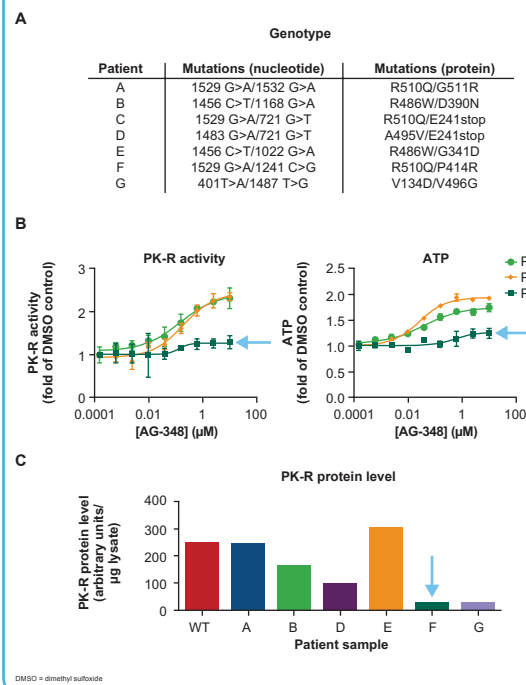 A
Genotype
Patient Mutations (nucleotide) Mutations (protein)
A 1529 G>A/1532 G>A R510Q/G511R
B 1456 C>T/1168 G>A R486W/D390N
C 1529 G>A/721 G>T R510Q/E241stop
D 1483 G>A/721 G>T A495V/E241stop
E 1456 C>T/1022 G>A R486W/G341D
F 1529 G>A/1241 C>G R510Q/P414R
G 401T>A/1487 T>G V134D/V496G
B
PK-R activity
PK-R activity
(fold of DMSO control)
3
2
1
0
0.0001 0.01 1 100
[AG-348] (µM)
ATP
ATP
(fold of DMSO control)
2.5
2.0
1.5
1.0
0.5
0.0
0.0001 0.01 1 100
[AG-348] (µM)
P
P
P
C
PK-R protein level
PK-R protein level
(arbitrary units/
µg lysate)
400
300
200
100
0
WT A B D E F G
Patient sample
DMSO = dimethyl sulfoxide